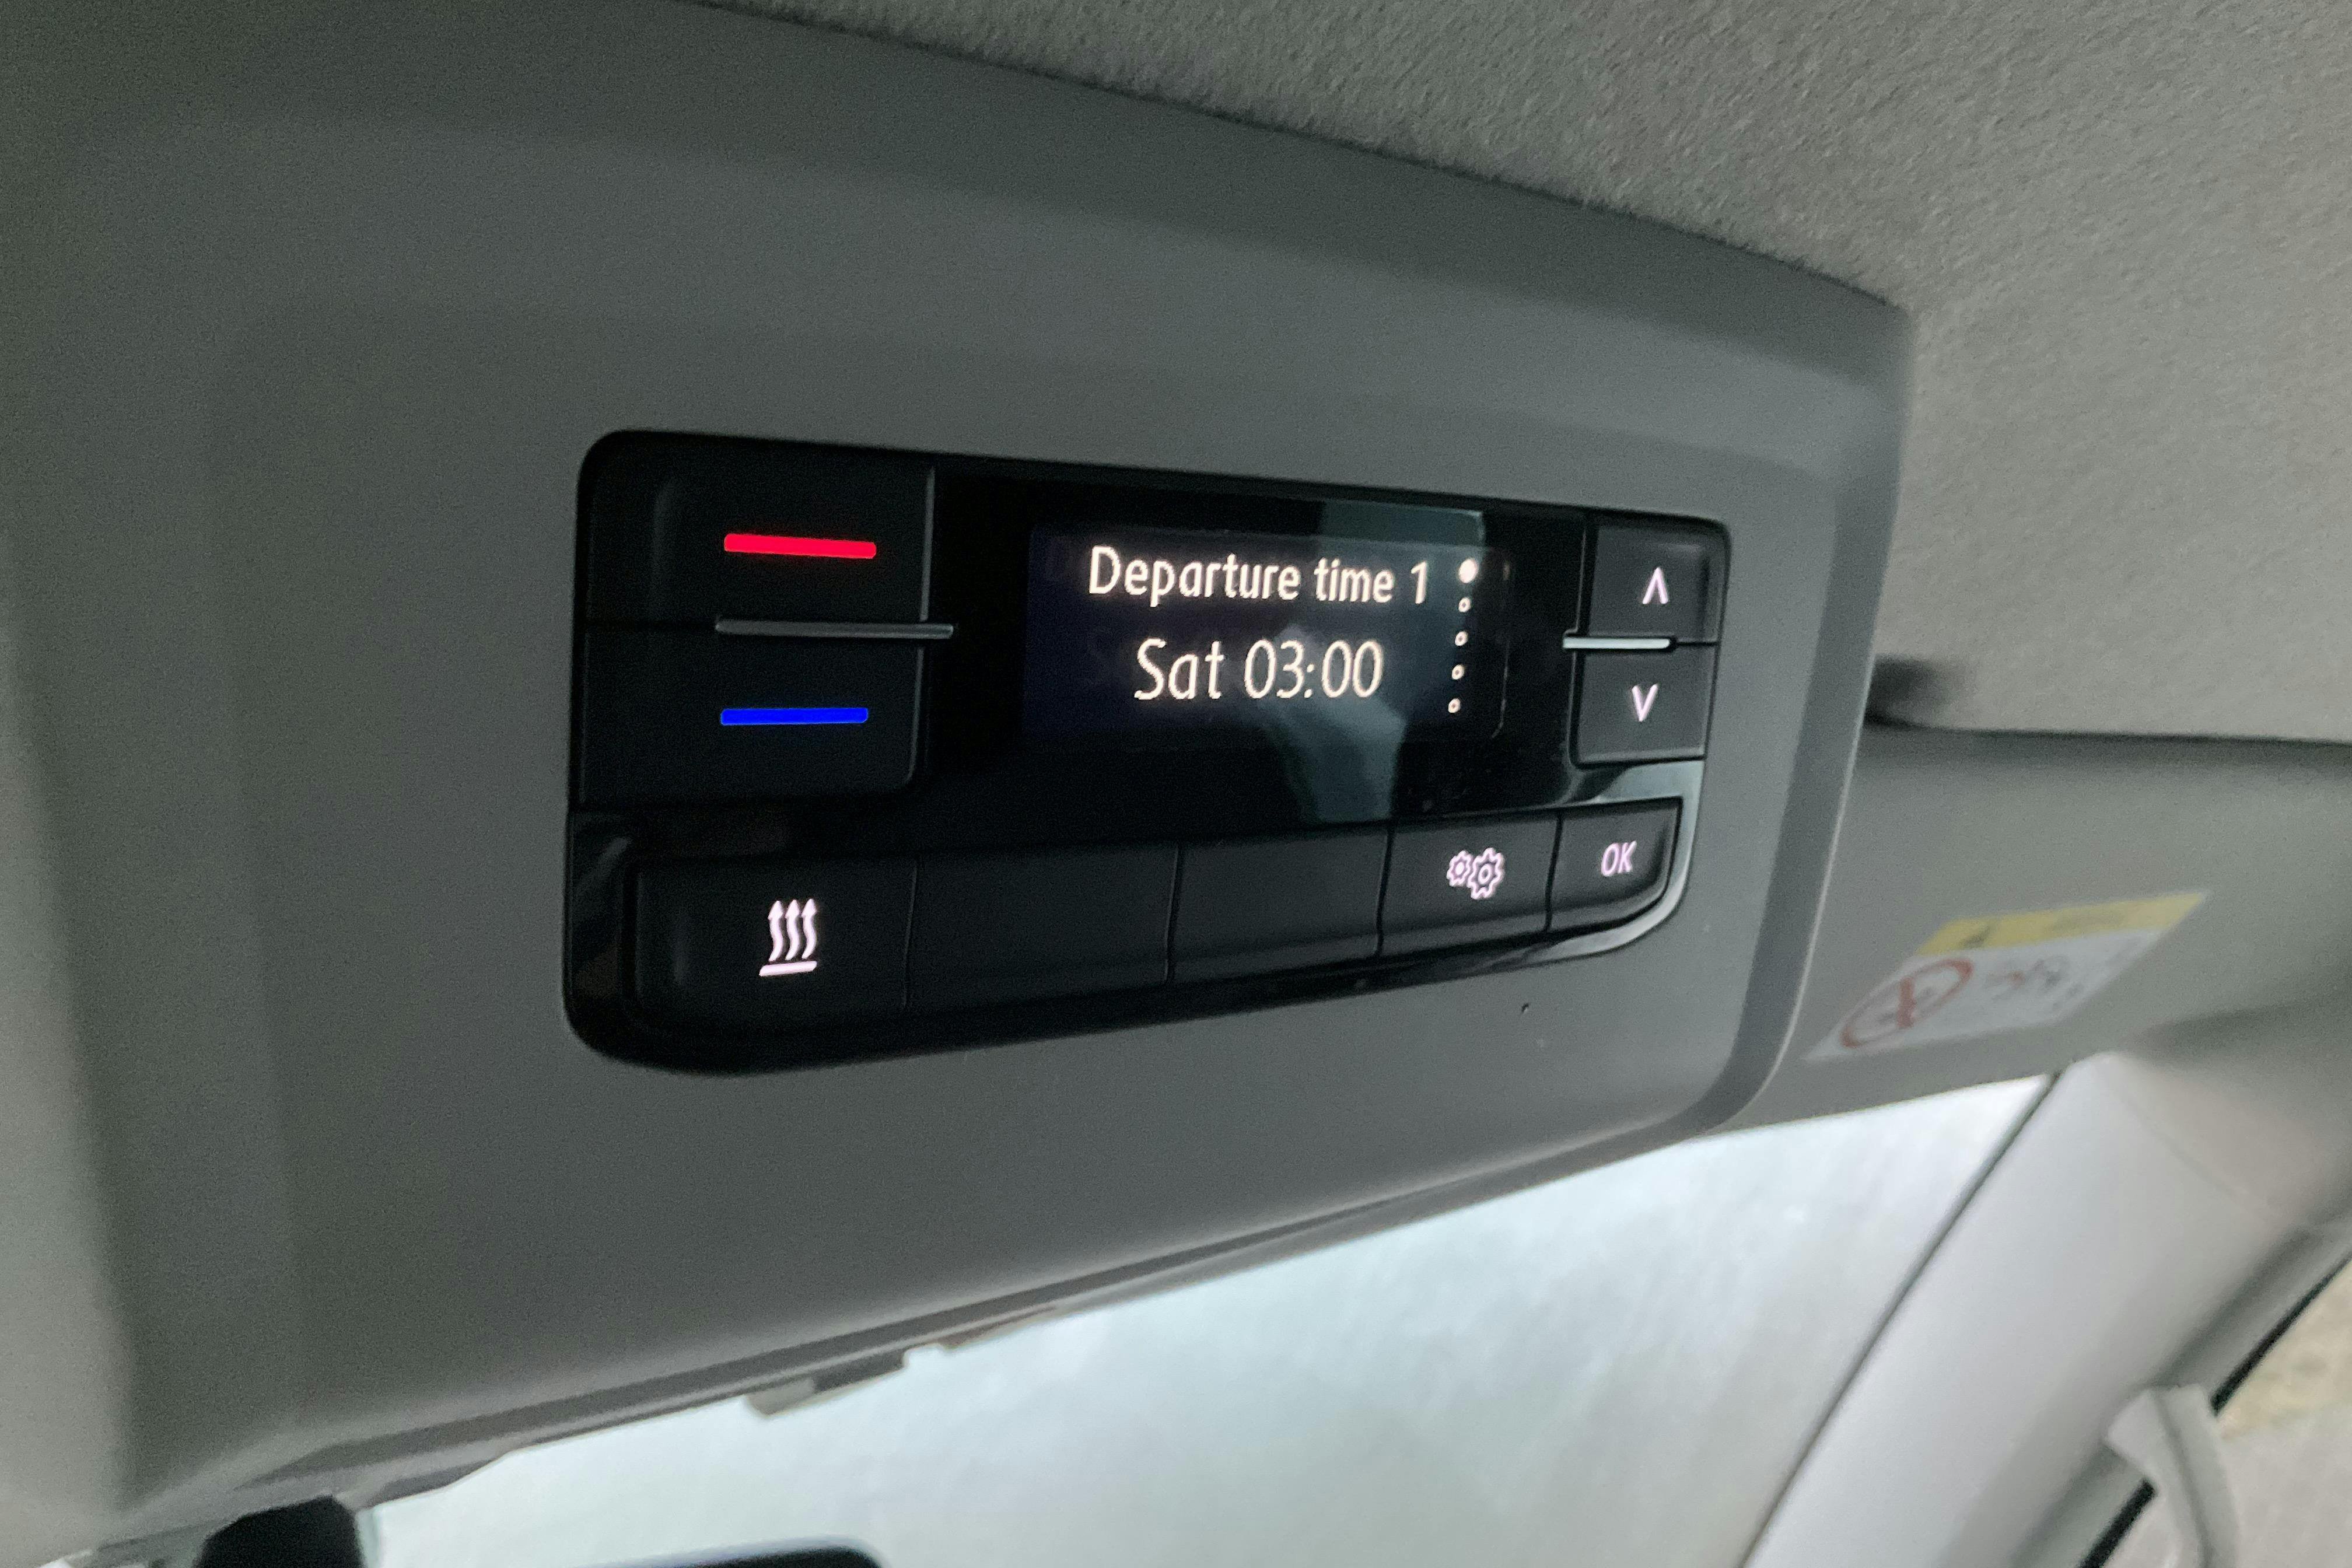 Departure time 1
Sat 03:00
OK